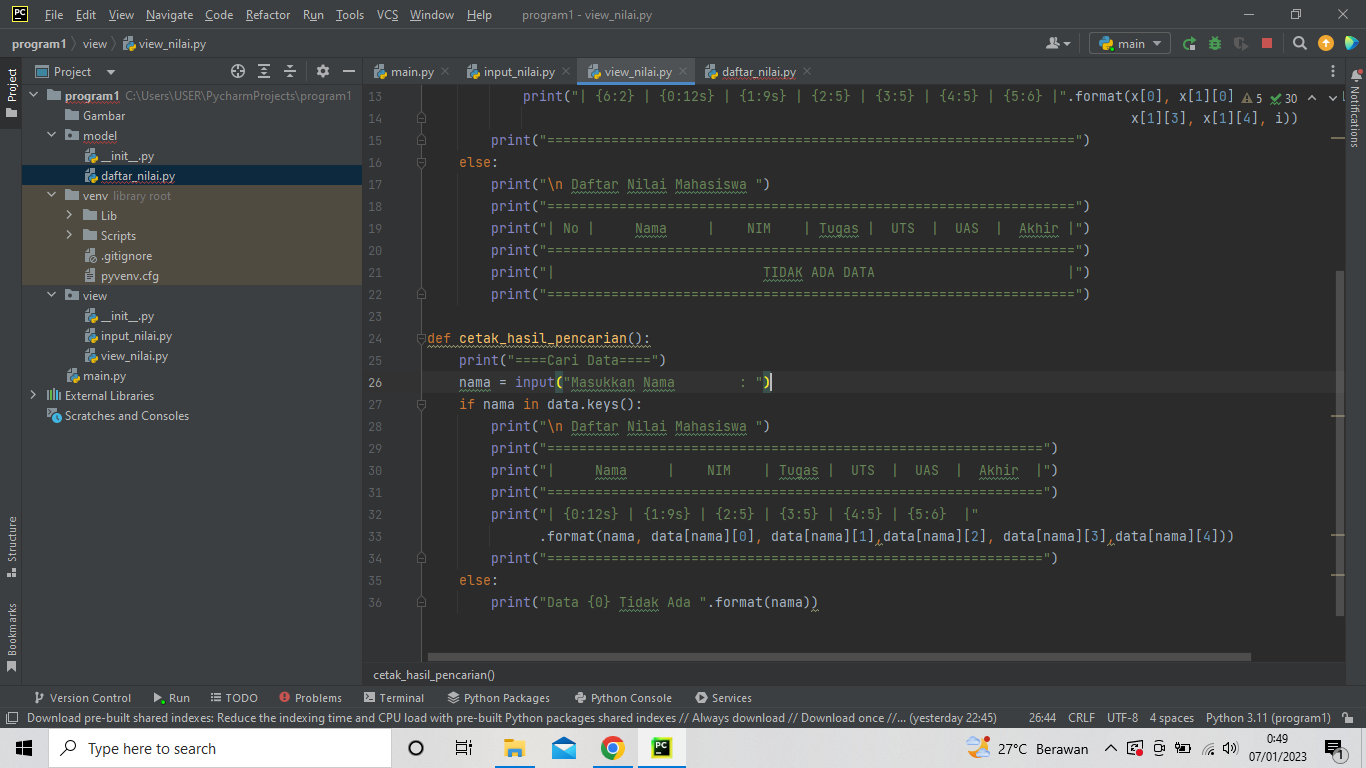 PC File Edit View Navigate Code Refactor Run Tools VCS Window Help program1 - view_nilai.py
program1 view view_nilai.py main
Project main.py input_nilai.py view_nilai.py daftar_nilai.py
Project
Structure
Bookmarks
Notifications
program1 C:\Users\USER\PycharmProjects\program1
Gambar
model
__init__.py
daftar_nilai.py
venv library root
Lib
Scripts
.gitignore
pyvenv.cfg
view
__init__.py
input_nilai.py
view_nilai.py
main.py
External Libraries
Scratches and Consoles
5 30
13 print("| {6:2} | {0:12s} | {1:9s} | {2:5} | {3:5} | {4:5} | {5:6} |".format(x[0], x[1][0]
14 x[1][3], x[1][4], i))
15 print("==================================================================")
16 else:
17 print("\n Daftar Nilai Mahasiswa ")
18 print("==================================================================")
19 print("| No |     Nama     |    NIM    | Tugas |  UTS  |  UAS  |  Akhir |")
20 print("==================================================================")
21 print("|                          TIDAK ADA DATA                        |")
22 print("==================================================================")
23
24 def cetak_hasil_pencarian():
25 print("====Cari Data====")
26 nama = input("Masukkan Nama        : ")
27 if nama in data.keys():
28 print("\n Daftar Nilai Mahasiswa ")
29 print("==============================================================")
30 print("|     Nama     |    NIM    | Tugas |  UTS  |  UAS  |  Akhir  |")
31 print("==============================================================")
32 print("| {0:12s} | {1:9s} | {2:5} | {3:5} | {4:5} | {5:6}  |"
33 .format(nama, data[nama][0], data[nama][1],data[nama][2], data[nama][3],data[nama][4]))
34 print("==============================================================")
35 else:
36 print("Data {0} Tidak Ada ".format(nama))
cetak_hasil_pencarian()
Version Control Run TODO Problems Terminal Python Packages Python Console Services
Download pre-built shared indexes: Reduce the indexing time and CPU load with pre-built Python packages shared indexes // Always download // Download once //... (yesterday 22:45) 26:44 CRLF UTF-8 4 spaces Python 3.11 (program1)
Type here to search PC 27°C Berawan 0:49
07/01/2023 1